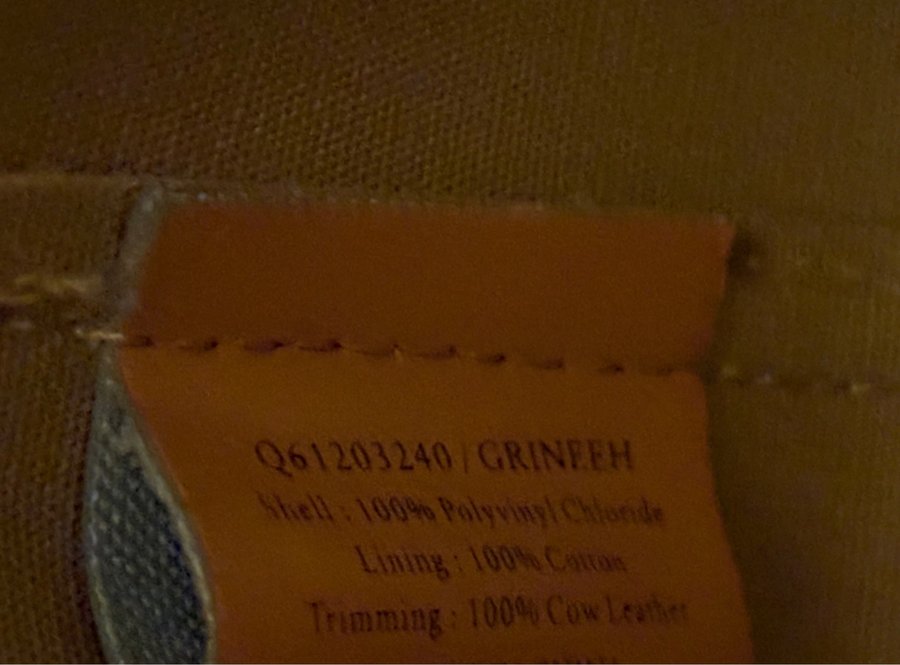 Q61203240 / GRINEEH
Shell : 100% Polyvinyl Chloride
Lining : 100% Cotton
Trimming : 100% Cow Leather